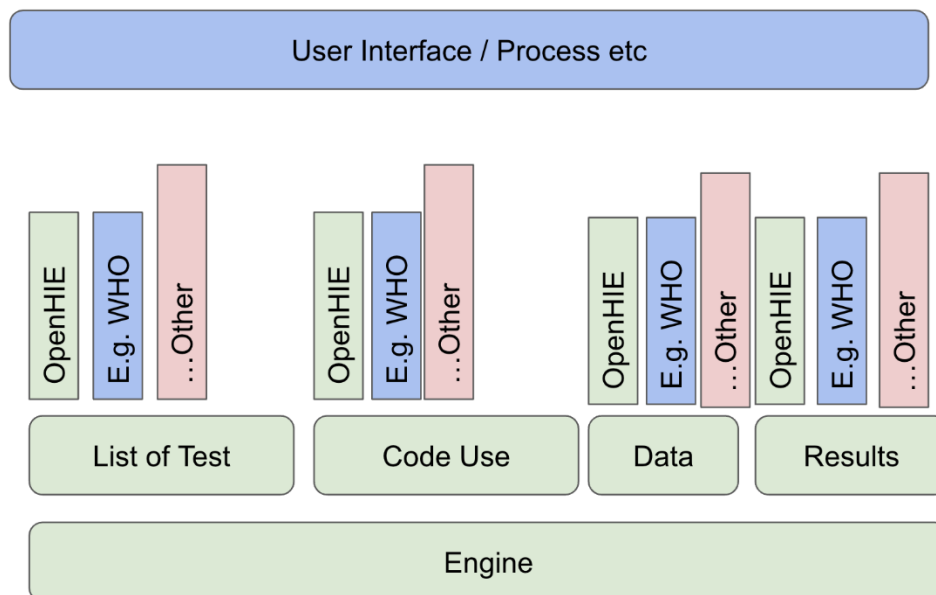 User Interface / Process etc
OpenHIE
E.g. WHO
…Other
OpenHIE
E.g. WHO
…Other
OpenHIE
E.g. WHO
…Other
OpenHIE
E.g. WHO
…Other
List of Test
Code Use
Data
Results
Engine